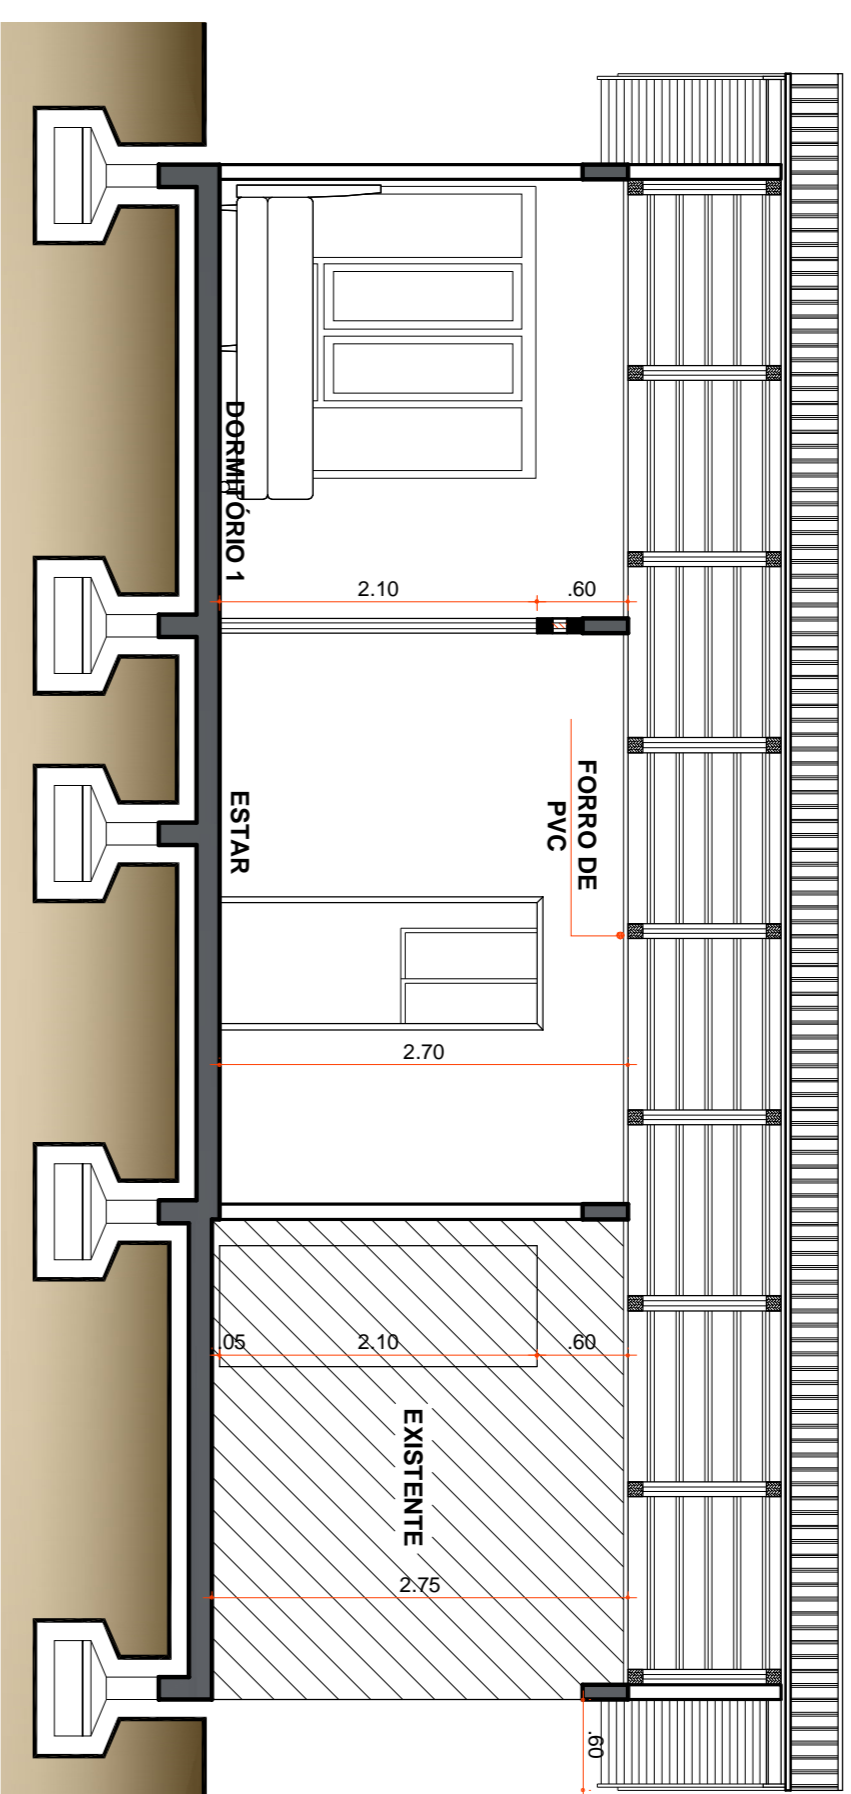 DORMITÓRIO 1
2.10
.60
ESTAR
FORRO DE
PVC
2.70
.05
2.10
.60
EXISTENTE
2.75
.60